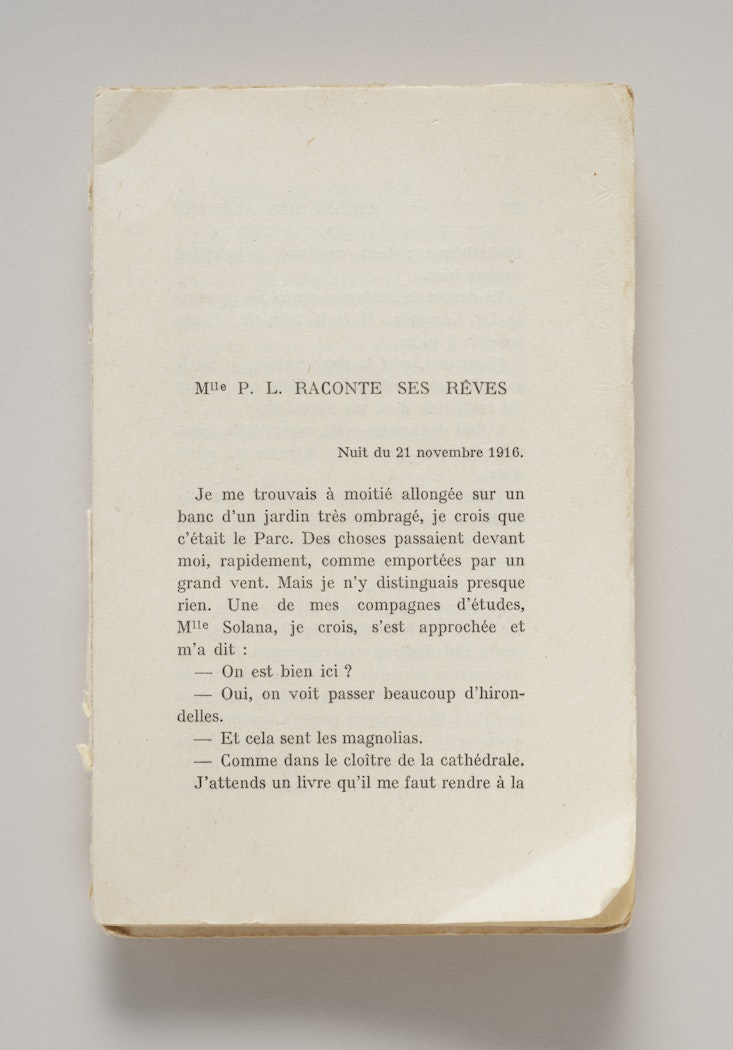 Mlle P. L. RACONTE SES RÊVES
Nuit du 21 novembre 1916.
Je me trouvais à moitié allongée sur un
banc d'un jardin très ombragé, je crois que
c'était le Parc. Des choses passaient devant
moi, rapidement, comme emportées par un
grand vent. Mais je n'y distinguais presque
rien. Une de mes compagnes d'études,
Mlle Solana, je crois, s'est approchée et
m'a dit :
— On est bien ici ?
— Oui, on voit passer beaucoup d'hiron-
delles.
— Et cela sent les magnolias.
— Comme dans le cloître de la cathédrale.
J'attends un livre qu'il me faut rendre à la